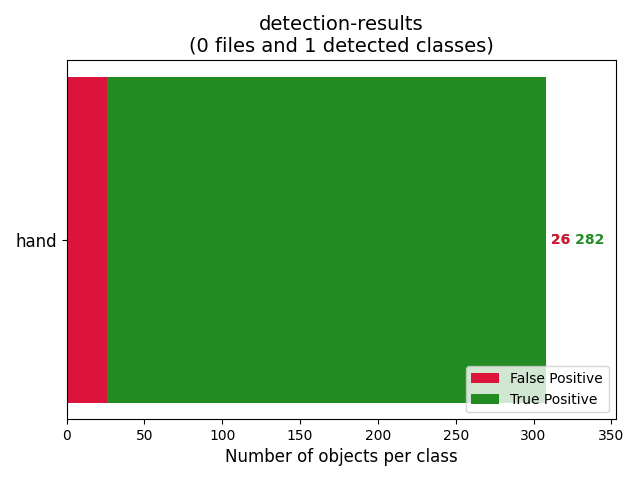 detection-results
(0 files and 1 detected classes)
hand
26 282
False Positive
True Positive
0 50 100 150 200 250 300 350
Number of objects per class